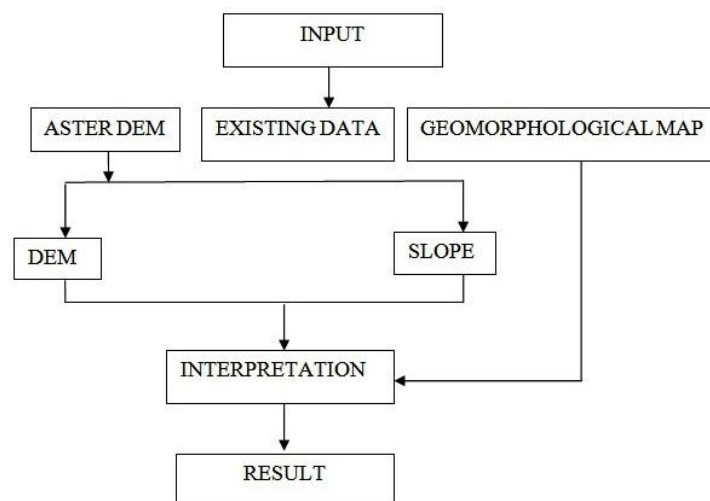 INPUT
ASTER DEM
EXISTING DATA
GEOMORPHOLOGICAL MAP
DEM
SLOPE
INTERPRETATION
RESULT